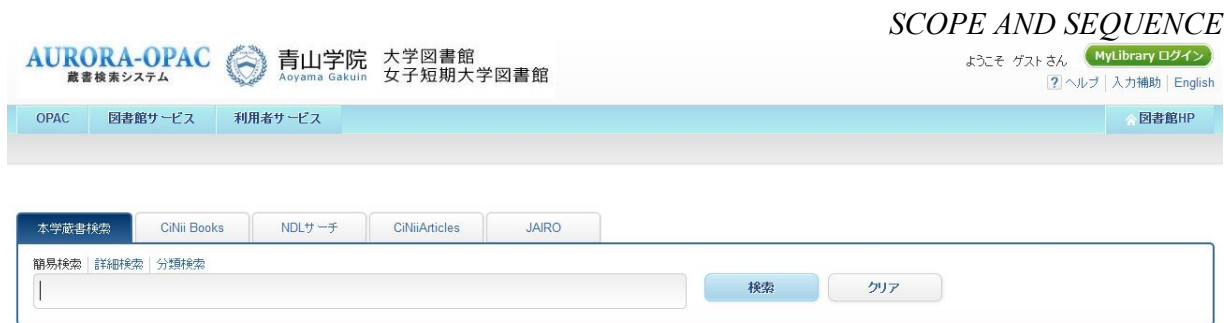 SCOPE AND SEQUENCE
AURORA-OPAC
蔵書検索システム
青山学院
Aoyama Gakuin
大学図書館
女子短期大学図書館
ようこそ ゲスト さん MyLibrary ログイン
? ヘルプ 入力補助 English
OPAC 図書館サービス 利用者サービス 図書館HP
本学蔵書検索 CiNii Books NDLサーチ CiNiiArticles JAIRO
簡易検索 詳細検索 分類検索
検索 クリア